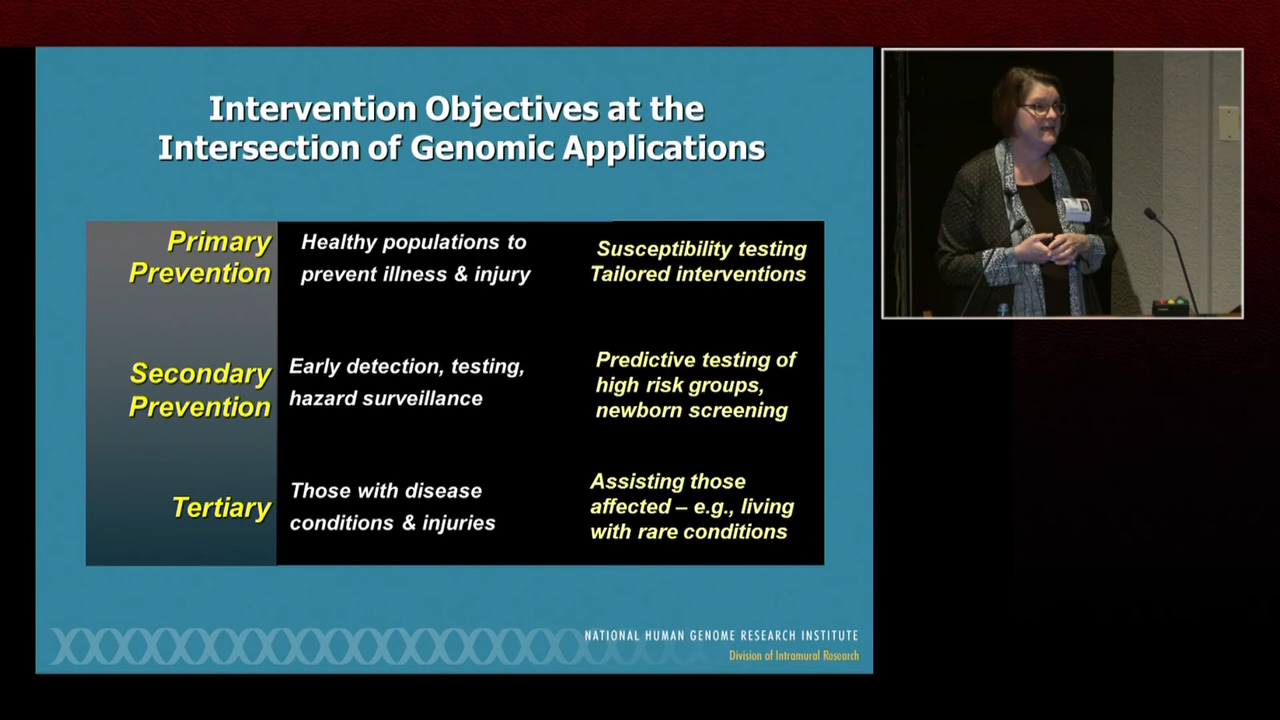 Intervention Objectives at the
Intersection of Genomic Applications
Primary
Prevention
Healthy populations to
prevent illness & injury
Susceptibility testing
Tailored interventions
Secondary
Prevention
Early detection, testing,
hazard surveillance
Predictive testing of
high risk groups,
newborn screening
Tertiary
Those with disease
conditions & injuries
Assisting those
affected – e.g., living
with rare conditions
NATIONAL HUMAN GENOME RESEARCH INSTITUTE
Division of Intramural Research